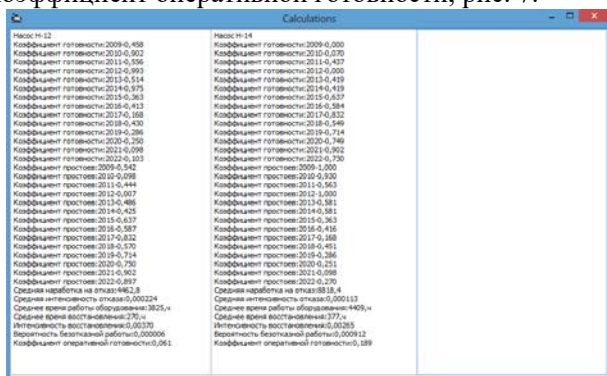 коэффициент оперативной готовности, рис. 7.
Calculations
Насос Н-12
Коэффициент готовности:2009-0,458
Коэффициент готовности:2010-0,902
Коэффициент готовности:2011-0,556
Коэффициент готовности:2012-0,993
Коэффициент готовности:2013-0,514
Коэффициент готовности:2014-0,975
Коэффициент готовности:2015-0,363
Коэффициент готовности:2016-0,413
Коэффициент готовности:2017-0,168
Коэффициент готовности:2018-0,430
Коэффициент готовности:2019-0,286
Коэффициент готовности:2020-0,250
Коэффициент готовности:2021-0,098
Коэффициент готовности:2022-0,103
Коэффициент простоев:2009-0,542
Коэффициент простоев:2010-0,098
Коэффициент простоев:2011-0,444
Коэффициент простоев:2012-0,007
Коэффициент простоев:2013-0,486
Коэффициент простоев:2014-0,425
Коэффициент простоев:2015-0,637
Коэффициент простоев:2016-0,587
Коэффициент простоев:2017-0,832
Коэффициент простоев:2018-0,570
Коэффициент простоев:2019-0,714
Коэффициент простоев:2020-0,750
Коэффициент простоев:2021-0,902
Коэффициент простоев:2022-0,897
Средняя наработка на отказ:4462,8
Средняя интенсивность отказа:0,000224
Среднее время работы оборудования:3825,ч
Среднее время восстановления:270,ч
Интенсивность восстановления:0,00370
Вероятность безотказной работы:0,000006
Коэффициент оперативной готовности:0,061
Насос Н-14
Коэффициент готовности:2009-0,000
Коэффициент готовности:2010-0,070
Коэффициент готовности:2011-0,437
Коэффициент готовности:2012-0,000
Коэффициент готовности:2013-0,419
Коэффициент готовности:2014-0,419
Коэффициент готовности:2015-0,637
Коэффициент готовности:2016-0,584
Коэффициент готовности:2017-0,832
Коэффициент готовности:2018-0,549
Коэффициент готовности:2019-0,714
Коэффициент готовности:2020-0,749
Коэффициент готовности:2021-0,902
Коэффициент готовности:2022-0,730
Коэффициент простоев:2009-1,000
Коэффициент простоев:2010-0,930
Коэффициент простоев:2011-0,563
Коэффициент простоев:2012-1,000
Коэффициент простоев:2013-0,581
Коэффициент простоев:2014-0,581
Коэффициент простоев:2015-0,363
Коэффициент простоев:2016-0,416
Коэффициент простоев:2017-0,168
Коэффициент простоев:2018-0,451
Коэффициент простоев:2019-0,286
Коэффициент простоев:2020-0,251
Коэффициент простоев:2021-0,098
Коэффициент простоев:2022-0,270
Средняя наработка на отказ:8818,4
Средняя интенсивность отказа:0,000113
Среднее время работы оборудования:4409,ч
Среднее время восстановления:377,ч
Интенсивность восстановления:0,00265
Вероятность безотказной работы:0,000912
Коэффициент оперативной готовности:0,189